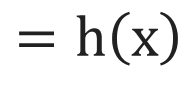 = h(x)